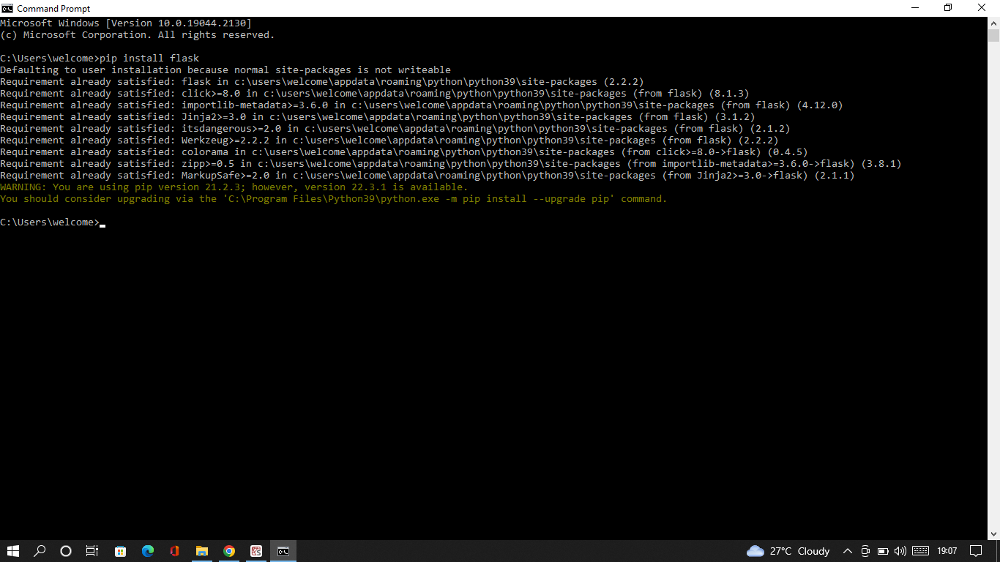 Command Prompt
Microsoft Windows [Version 10.0.19044.2130]
(c) Microsoft Corporation. All rights reserved.
C:\Users\welcome>pip install flask
Defaulting to user installation because normal site-packages is not writeable
Requirement already satisfied: flask in c:\users\welcome\appdata\roaming\python\python39\site-packages (2.2.2)
Requirement already satisfied: click>=8.0 in c:\users\welcome\appdata\roaming\python\python39\site-packages (from flask) (8.1.3)
Requirement already satisfied: importlib-metadata>=3.6.0 in c:\users\welcome\appdata\roaming\python\python39\site-packages (from flask) (4.12.0)
Requirement already satisfied: Jinja2>=3.0 in c:\users\welcome\appdata\roaming\python\python39\site-packages (from flask) (3.1.2)
Requirement already satisfied: itsdangerous>=2.0 in c:\users\welcome\appdata\roaming\python\python39\site-packages (from flask) (2.1.2)
Requirement already satisfied: Werkzeug>=2.2.2 in c:\users\welcome\appdata\roaming\python\python39\site-packages (from flask) (2.2.2)
Requirement already satisfied: colorama in c:\users\welcome\appdata\roaming\python\python39\site-packages (from click>=8.0->flask) (0.4.5)
Requirement already satisfied: zipp>=0.5 in c:\users\welcome\appdata\roaming\python\python39\site-packages (from importlib-metadata>=3.6.0->flask) (3.8.1)
Requirement already satisfied: MarkupSafe>=2.0 in c:\users\welcome\appdata\roaming\python\python39\site-packages (from Jinja2>=3.0->flask) (2.1.1)
WARNING: You are using pip version 21.2.3; however, version 22.3.1 is available.
You should consider upgrading via the 'C:\Program Files\Python39\python.exe -m pip install --upgrade pip' command.
C:\Users\welcome>
27°C Cloudy 19:07